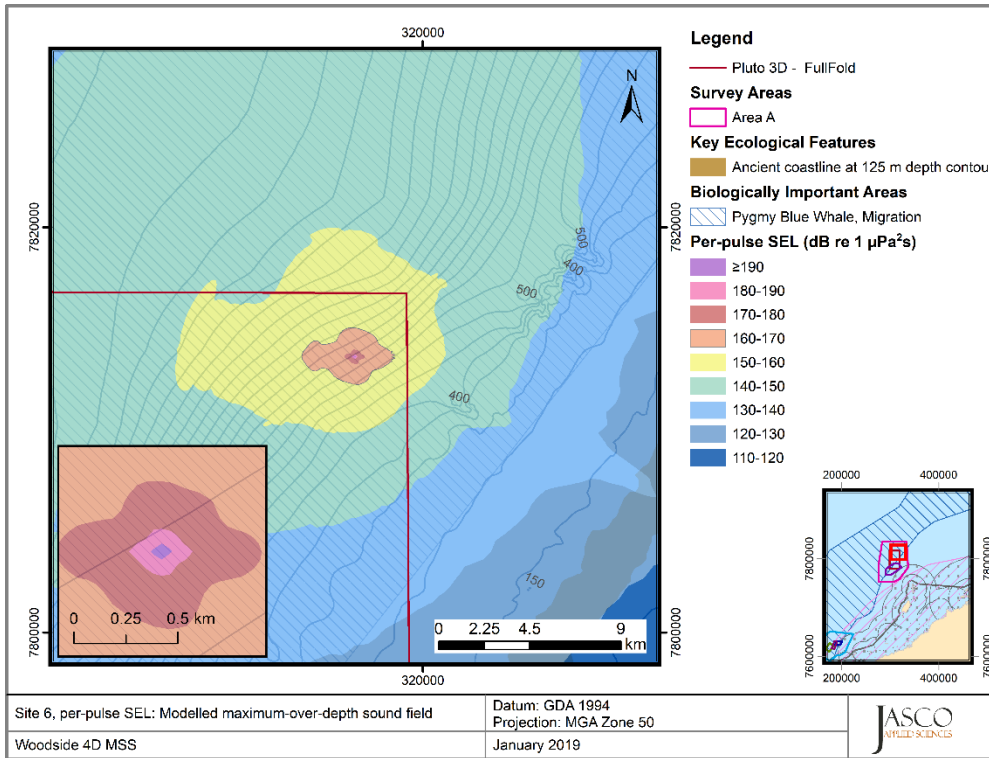 320000
N
7820000
7820000
500
400
500
400
150
0 0.25 0.5 km
0 2.25 4.5 9
km
7800000
7800000
320000
Legend
Pluto 3D - FullFold
Survey Areas
Area A
Key Ecological Features
Ancient coastline at 125 m depth contou
Biologically Important Areas
Pygmy Blue Whale, Migration
Per-pulse SEL (dB re 1 µPa²s)
≥190
180-190
170-180
160-170
150-160
140-150
130-140
120-130
110-120
200000 400000
7800000
7800000
7600000
7600000
200000 400000
Site 6, per-pulse SEL: Modelled maximum-over-depth sound field
Datum: GDA 1994
Projection: MGA Zone 50
Woodside 4D MSS
January 2019
JASCO
APPLIED SCIENCES